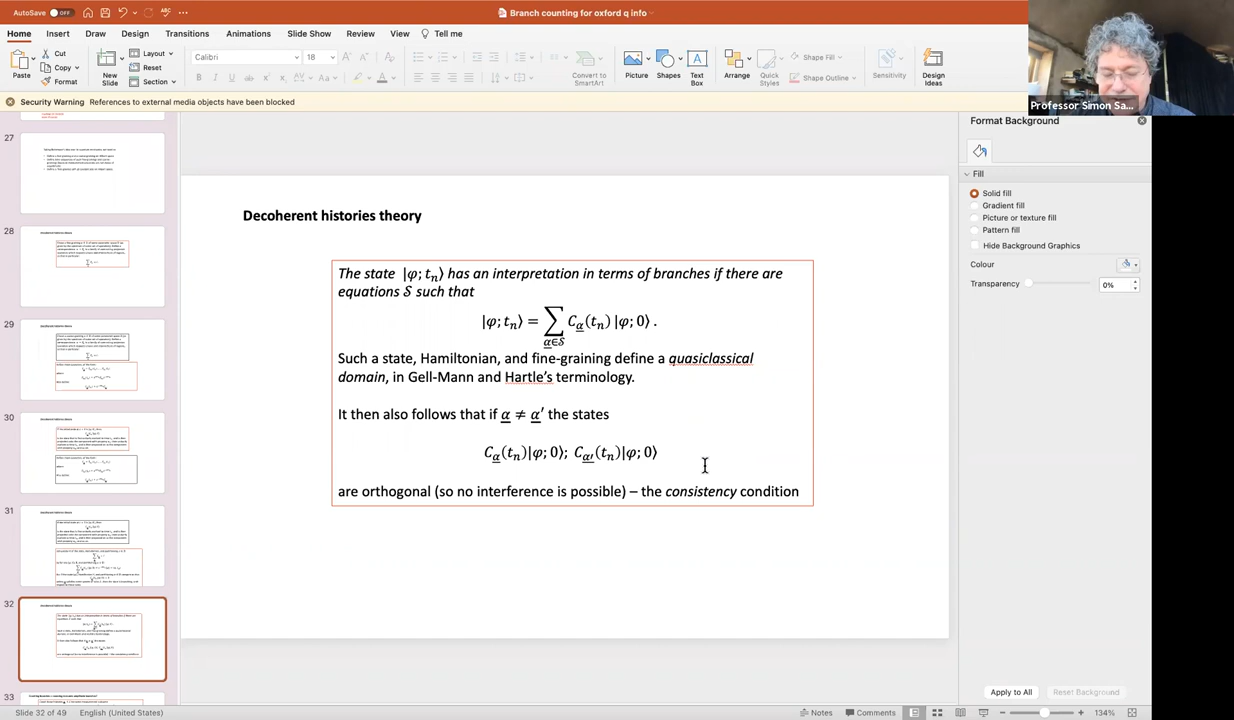 AutoSave OFF
Branch counting for oxford q info
Home Insert Draw Design Transitions Animations Slide Show Review View Tell me
Paste
Cut
Copy
Format
New Slide
Layout
Reset
Section
Calibri 18
Convert to SmartArt
Picture
Shapes
Text Box
Arrange
Quick Styles
Shape Fill
Shape Outline
Sensitivity
Design Ideas
Professor Simon Sa...
Security Warning References to external media objects have been blocked
27
28
29
30
31
32
33
Decoherent histories theory
The state |φ; tₙ⟩ has an interpretation in terms of branches if there are
equations 𝒮 such that
|φ; tₙ⟩ = ∑ C_α(tₙ) |φ; 0⟩ .
α∈𝒮
Such a state, Hamiltonian, and fine-graining define a quasiclassical
domain, in Gell-Mann and Hartle's terminology.
It then also follows that if α ≠ α′ the states
C_α(tₙ)|φ; 0⟩; C_α′(tₙ)|φ; 0⟩
are orthogonal (so no interference is possible) – the consistency condition
Format Background
Fill
Solid fill
Gradient fill
Picture or texture fill
Pattern fill
Hide Background Graphics
Colour
Transparency 0%
Apply to All Reset Background
Slide 32 of 49 English (United States) Notes Comments 134%